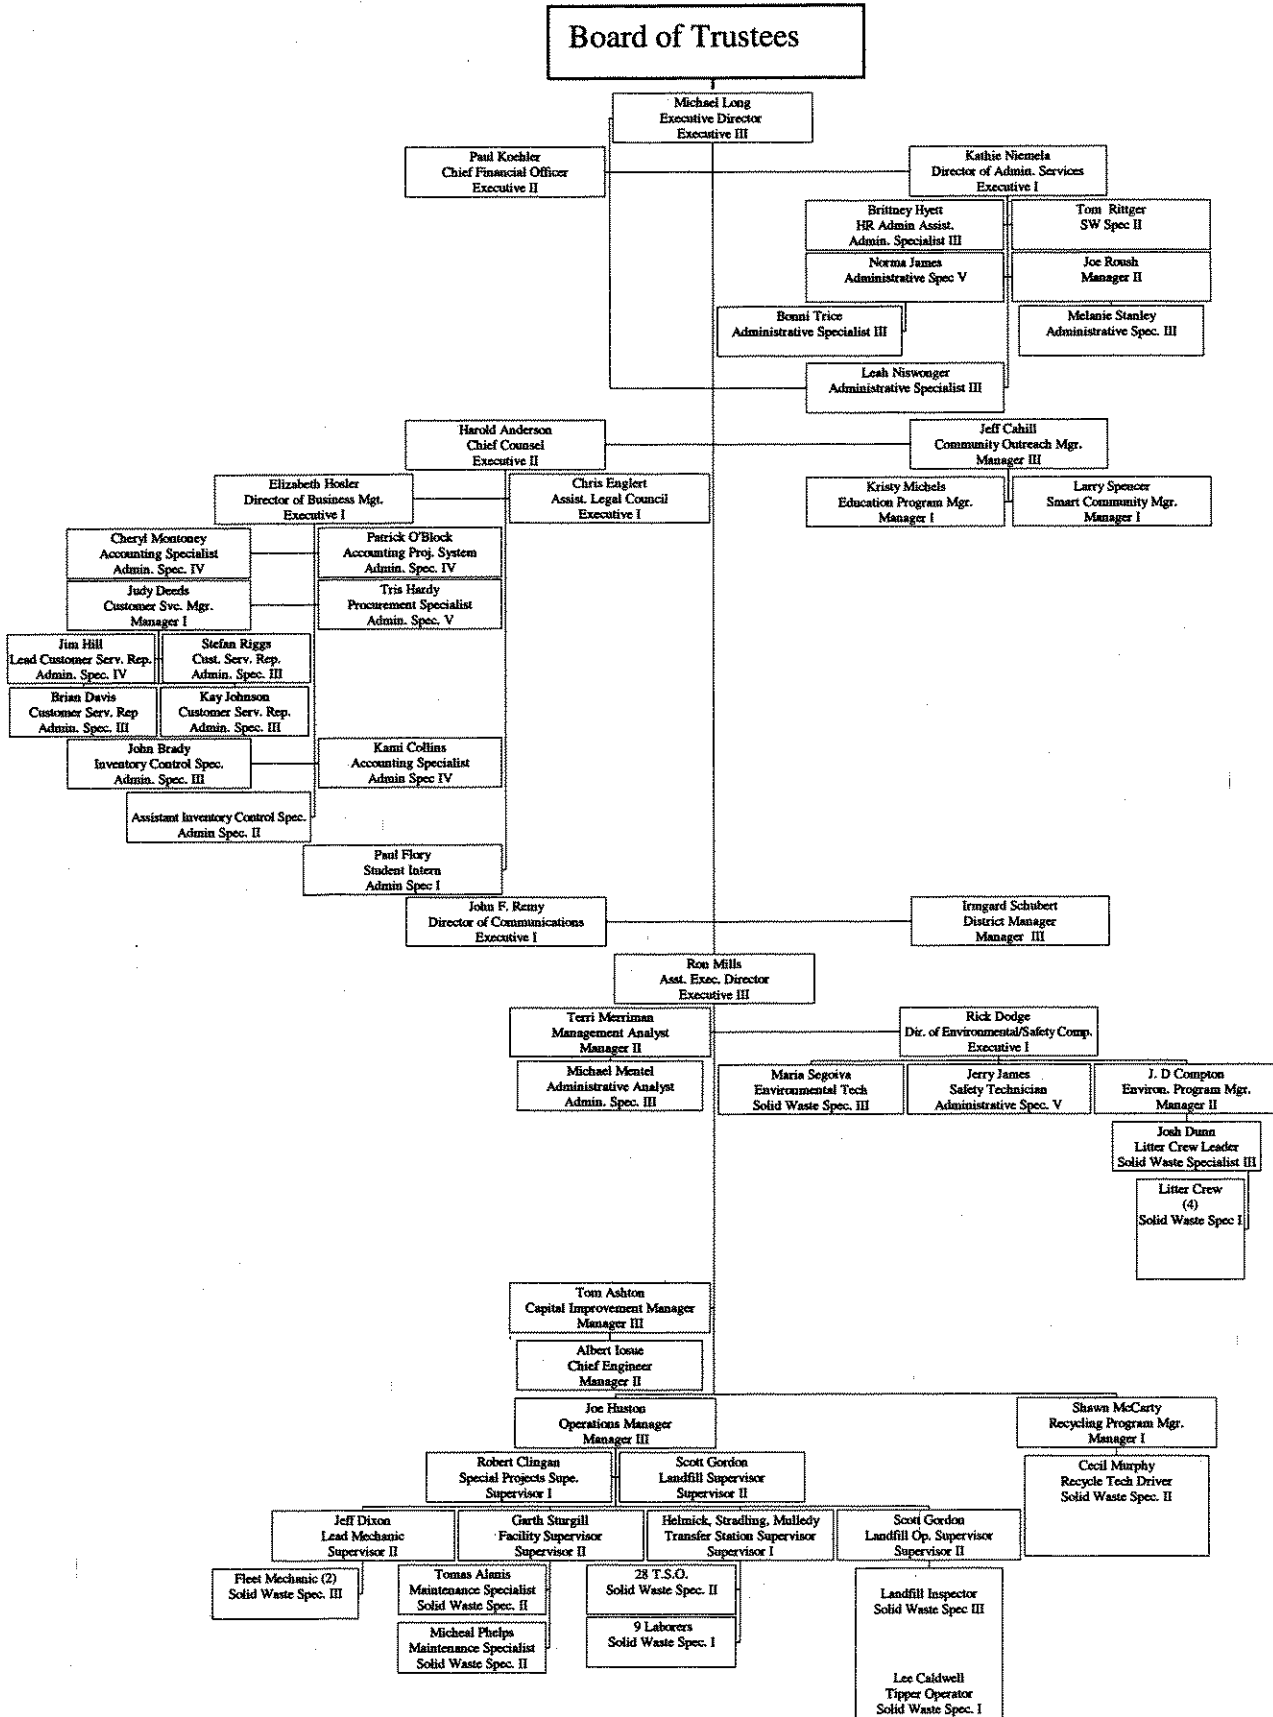 Board of Trustees
Michael Long
Executive Director
Executive III
Paul Koehler
Chief Financial Officer
Executive II
Kathie Niemela
Director of Admin. Services
Executive I
Brittney Hyett
HR Admin Assist.
Admin. Specialist III
Tom Rittger
SW Spec II
Norma James
Administrative Spec V
Joe Roush
Manager II
Bonni Trice
Administrative Specialist III
Melanie Stanley
Administrative Spec. III
Leah Niswonger
Administrative Specialist III
Harold Anderson
Chief Counsel
Executive II
Jeff Cahill
Community Outreach Mgr.
Manager III
Elizabeth Hosler
Director of Business Mgt.
Executive I
Chris Englert
Assist. Legal Council
Executive I
Kristy Michels
Education Program Mgr.
Manager I
Larry Spencer
Smart Community Mgr.
Manager I
Cheryl Montoney
Accounting Specialist
Admin. Spec. IV
Patrick O'Block
Accounting Proj. System
Admin. Spec. IV
Judy Deeds
Customer Svc. Mgr.
Manager I
Tris Hardy
Procurement Specialist
Admin. Spec. V
Jim Hill
Lead Customer Serv. Rep.
Admin. Spec. IV
Stefan Riggs
Cust. Serv. Rep.
Admin. Spec. III
Brian Davis
Customer Serv. Rep
Admin. Spec. III
Kay Johnson
Customer Serv. Rep.
Admin. Spec. III
John Brady
Inventory Control Spec.
Admin. Spec. III
Kami Collins
Accounting Specialist
Admin Spec IV
Assistant Inventory Control Spec.
Admin Spec. II
Paul Flory
Student Intern
Admin Spec I
John F. Remy
Director of Communications
Executive I
Irmgard Schubert
District Manager
Manager III
Ron Mills
Asst. Exec. Director
Executive III
Terri Merriman
Management Analyst
Manager II
Rick Dodge
Dir. of Environmental/Safety Comp.
Executive I
Michael Mentel
Administrative Analyst
Admin. Spec. III
Maria Segoiva
Environmental Tech
Solid Waste Spec. III
Jerry James
Safety Technician
Administrative Spec. V
J. D Compton
Environ. Program Mgr.
Manager II
Josh Dunn
Litter Crew Leader
Solid Waste Specialist III
Litter Crew
(4)
Solid Waste Spec I
Tom Ashton
Capital Improvement Manager
Manager III
Albert Iosue
Chief Engineer
Manager II
Joe Huston
Operations Manager
Manager III
Shawn McCarty
Recycling Program Mgr.
Manager I
Robert Clingan
Special Projects Supe.
Supervisor I
Scott Gordon
Landfill Supervisor
Supervisor II
Cecil Murphy
Recycle Tech Driver
Solid Waste Spec. II
Jeff Dixon
Lead Mechanic
Supervisor II
Garth Sturgill
Facility Supervisor
Supervisor II
Helmick, Stradling, Mulledy
Transfer Station Supervisor
Supervisor I
Scott Gordon
Landfill Op. Supervisor
Supervisor II
Fleet Mechanic (2)
Solid Waste Spec. III
Tomas Alanis
Maintenance Specialist
Solid Waste Spec. II
28 T.S.O.
Solid Waste Spec. II
Landfill Inspector
Solid Waste Spec III
Micheal Phelps
Maintenance Specialist
Solid Waste Spec. II
9 Laborers
Solid Waste Spec. I
Lee Caldwell
Tipper Operator
Solid Waste Spec. I